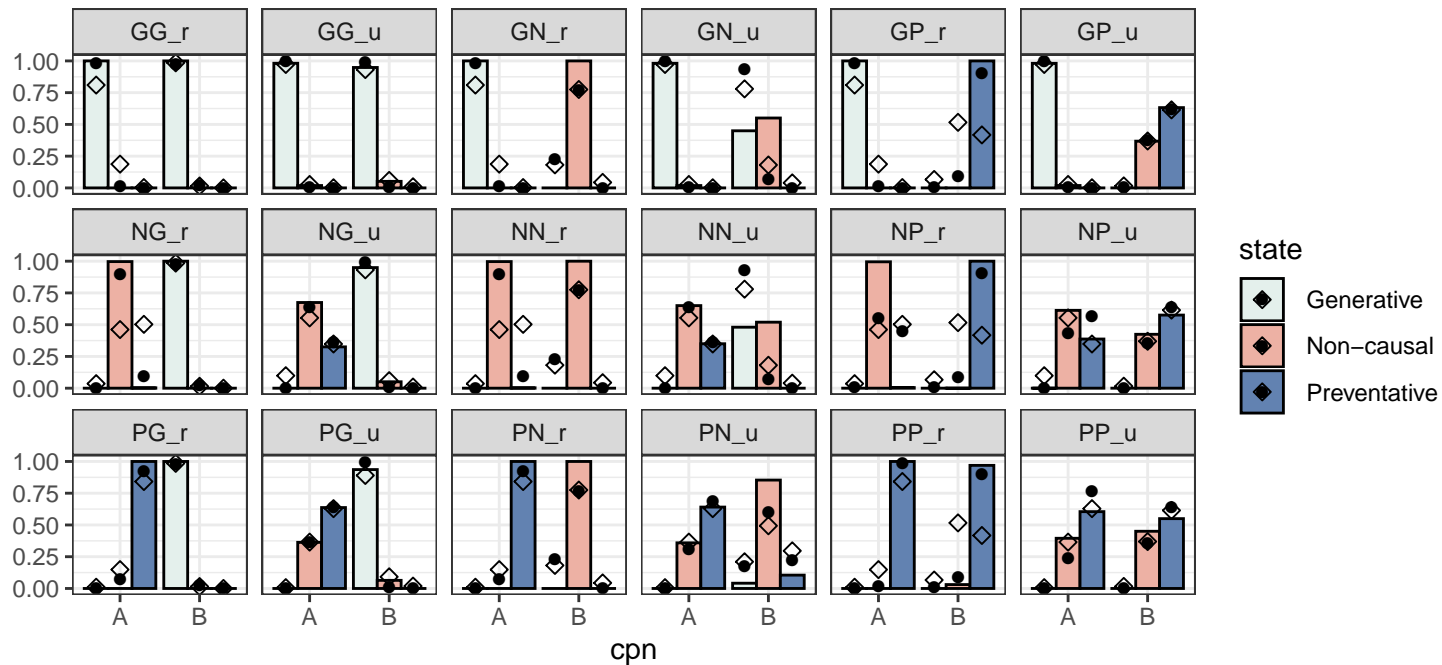 GG_r GG_u GN_r GN_u GP_r GP_u
1.00
0.75
0.50
0.25
0.00
NG_r NG_u NN_r NN_u NP_r NP_u
1.00
0.75
0.50
0.25
0.00
PG_r PG_u PN_r PN_u PP_r PP_u
1.00
0.75
0.50
0.25
0.00
A B A B A B A B A B A B
cpn
state
Generative
Non−causal
Preventative